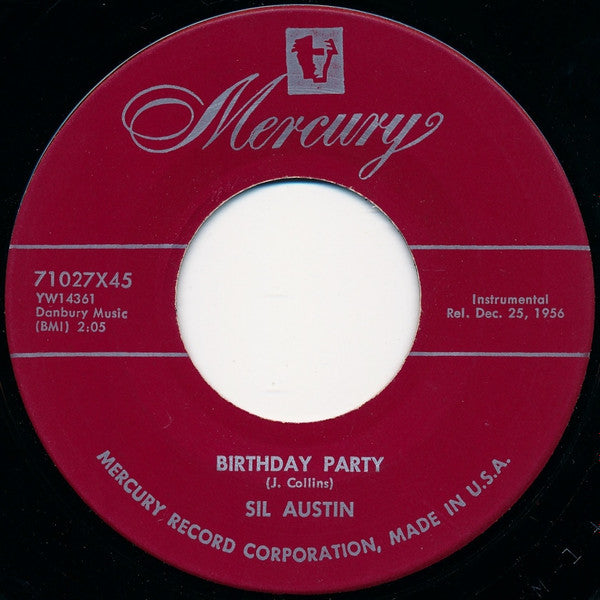 Mercury
71027X45
YW14361
Danbury Music
(BMI) 2:05
Instrumental
Rel. Dec. 25, 1956
BIRTHDAY PARTY
(J. Collins)
SIL AUSTIN
MERCURY RECORD CORPORATION, MADE IN U.S.A.